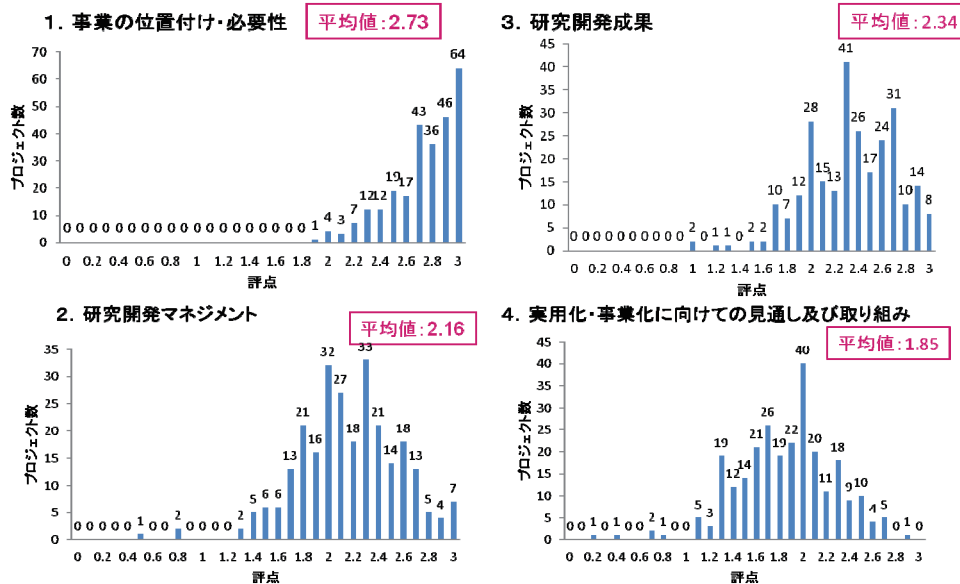 1．事業の位置付け・必要性
平均値：2.73
プロジェクト数
70
60
50
40
30
20
10
0
0 0 0 0 0 0 0 0 0 0 0 0 0 0 0 0 0 0 0 1 4 3 7 12 12 19 17 43 36 46 64
0 0.2 0.4 0.6 0.8 1 1.2 1.4 1.6 1.8 2 2.2 2.4 2.6 2.8 3
評点
3．研究開発成果
平均値：2.34
プロジェクト数
45
40
35
30
25
20
15
10
5
0
0 0 0 0 0 0 0 0 0 0 2 0 1 1 0 2 2 10 7 12 28 15 13 41 26 17 24 31 10 14 8
0 0.2 0.4 0.6 0.8 1 1.2 1.4 1.6 1.8 2 2.2 2.4 2.6 2.8 3
評点
2．研究開発マネジメント
平均値：2.16
プロジェクト数
35
30
25
20
15
10
5
0
0 0 0 0 0 1 0 0 2 0 0 0 0 2 5 6 6 13 21 16 32 27 18 33 21 14 18 13 5 4 7
0 0.2 0.4 0.6 0.8 1 1.2 1.4 1.6 1.8 2 2.2 2.4 2.6 2.8 3
評点
4．実用化・事業化に向けての見通し及び取り組み
平均値：1.85
プロジェクト数
45
40
35
30
25
20
15
10
5
0
0 0 1 0 1 0 0 2 1 0 0 5 3 19 12 14 21 26 19 22 40 20 11 18 9 10 4 5 0 1 0
0 0.2 0.4 0.6 0.8 1 1.2 1.4 1.6 1.8 2 2.2 2.4 2.6 2.8 3
評点